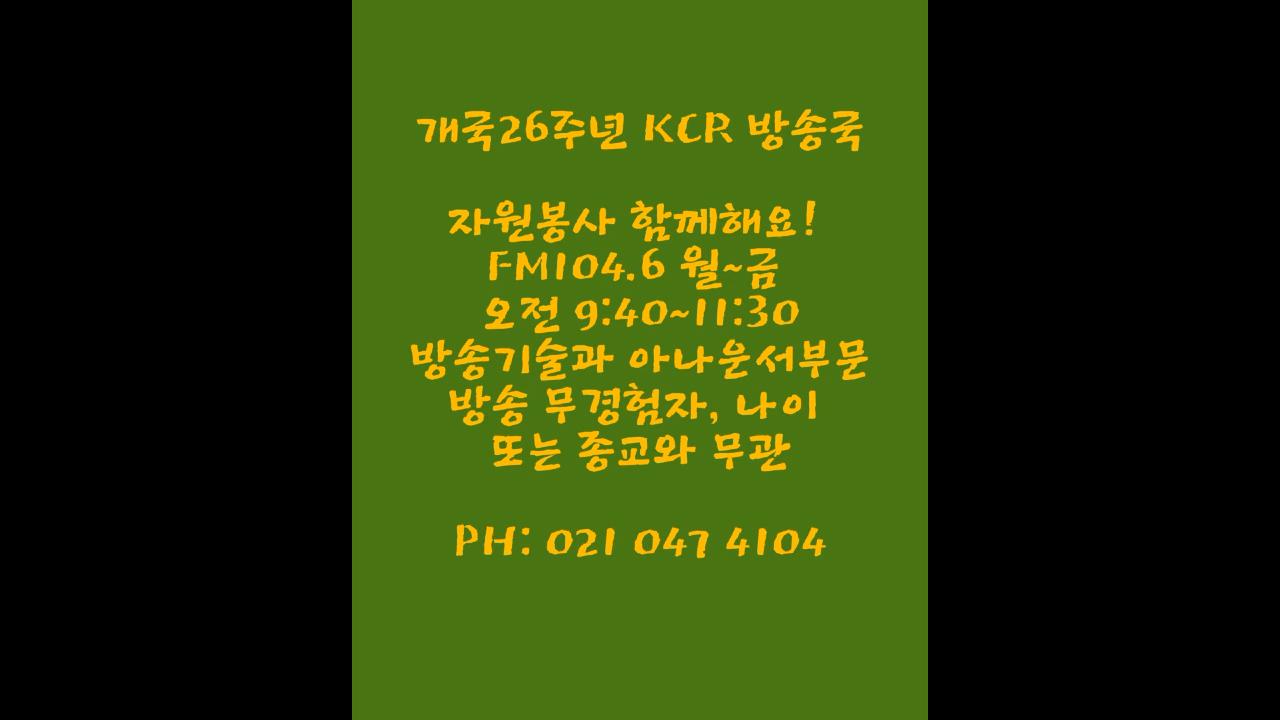 개국26주년 KCR 방송국
자원봉사 함께해요!
FM104.6 월~금
오전 9:40~11:30
방송기술과 아나운서부문
방송 무경험자, 나이
또는 종교와 무관
PH: 021 047 4104